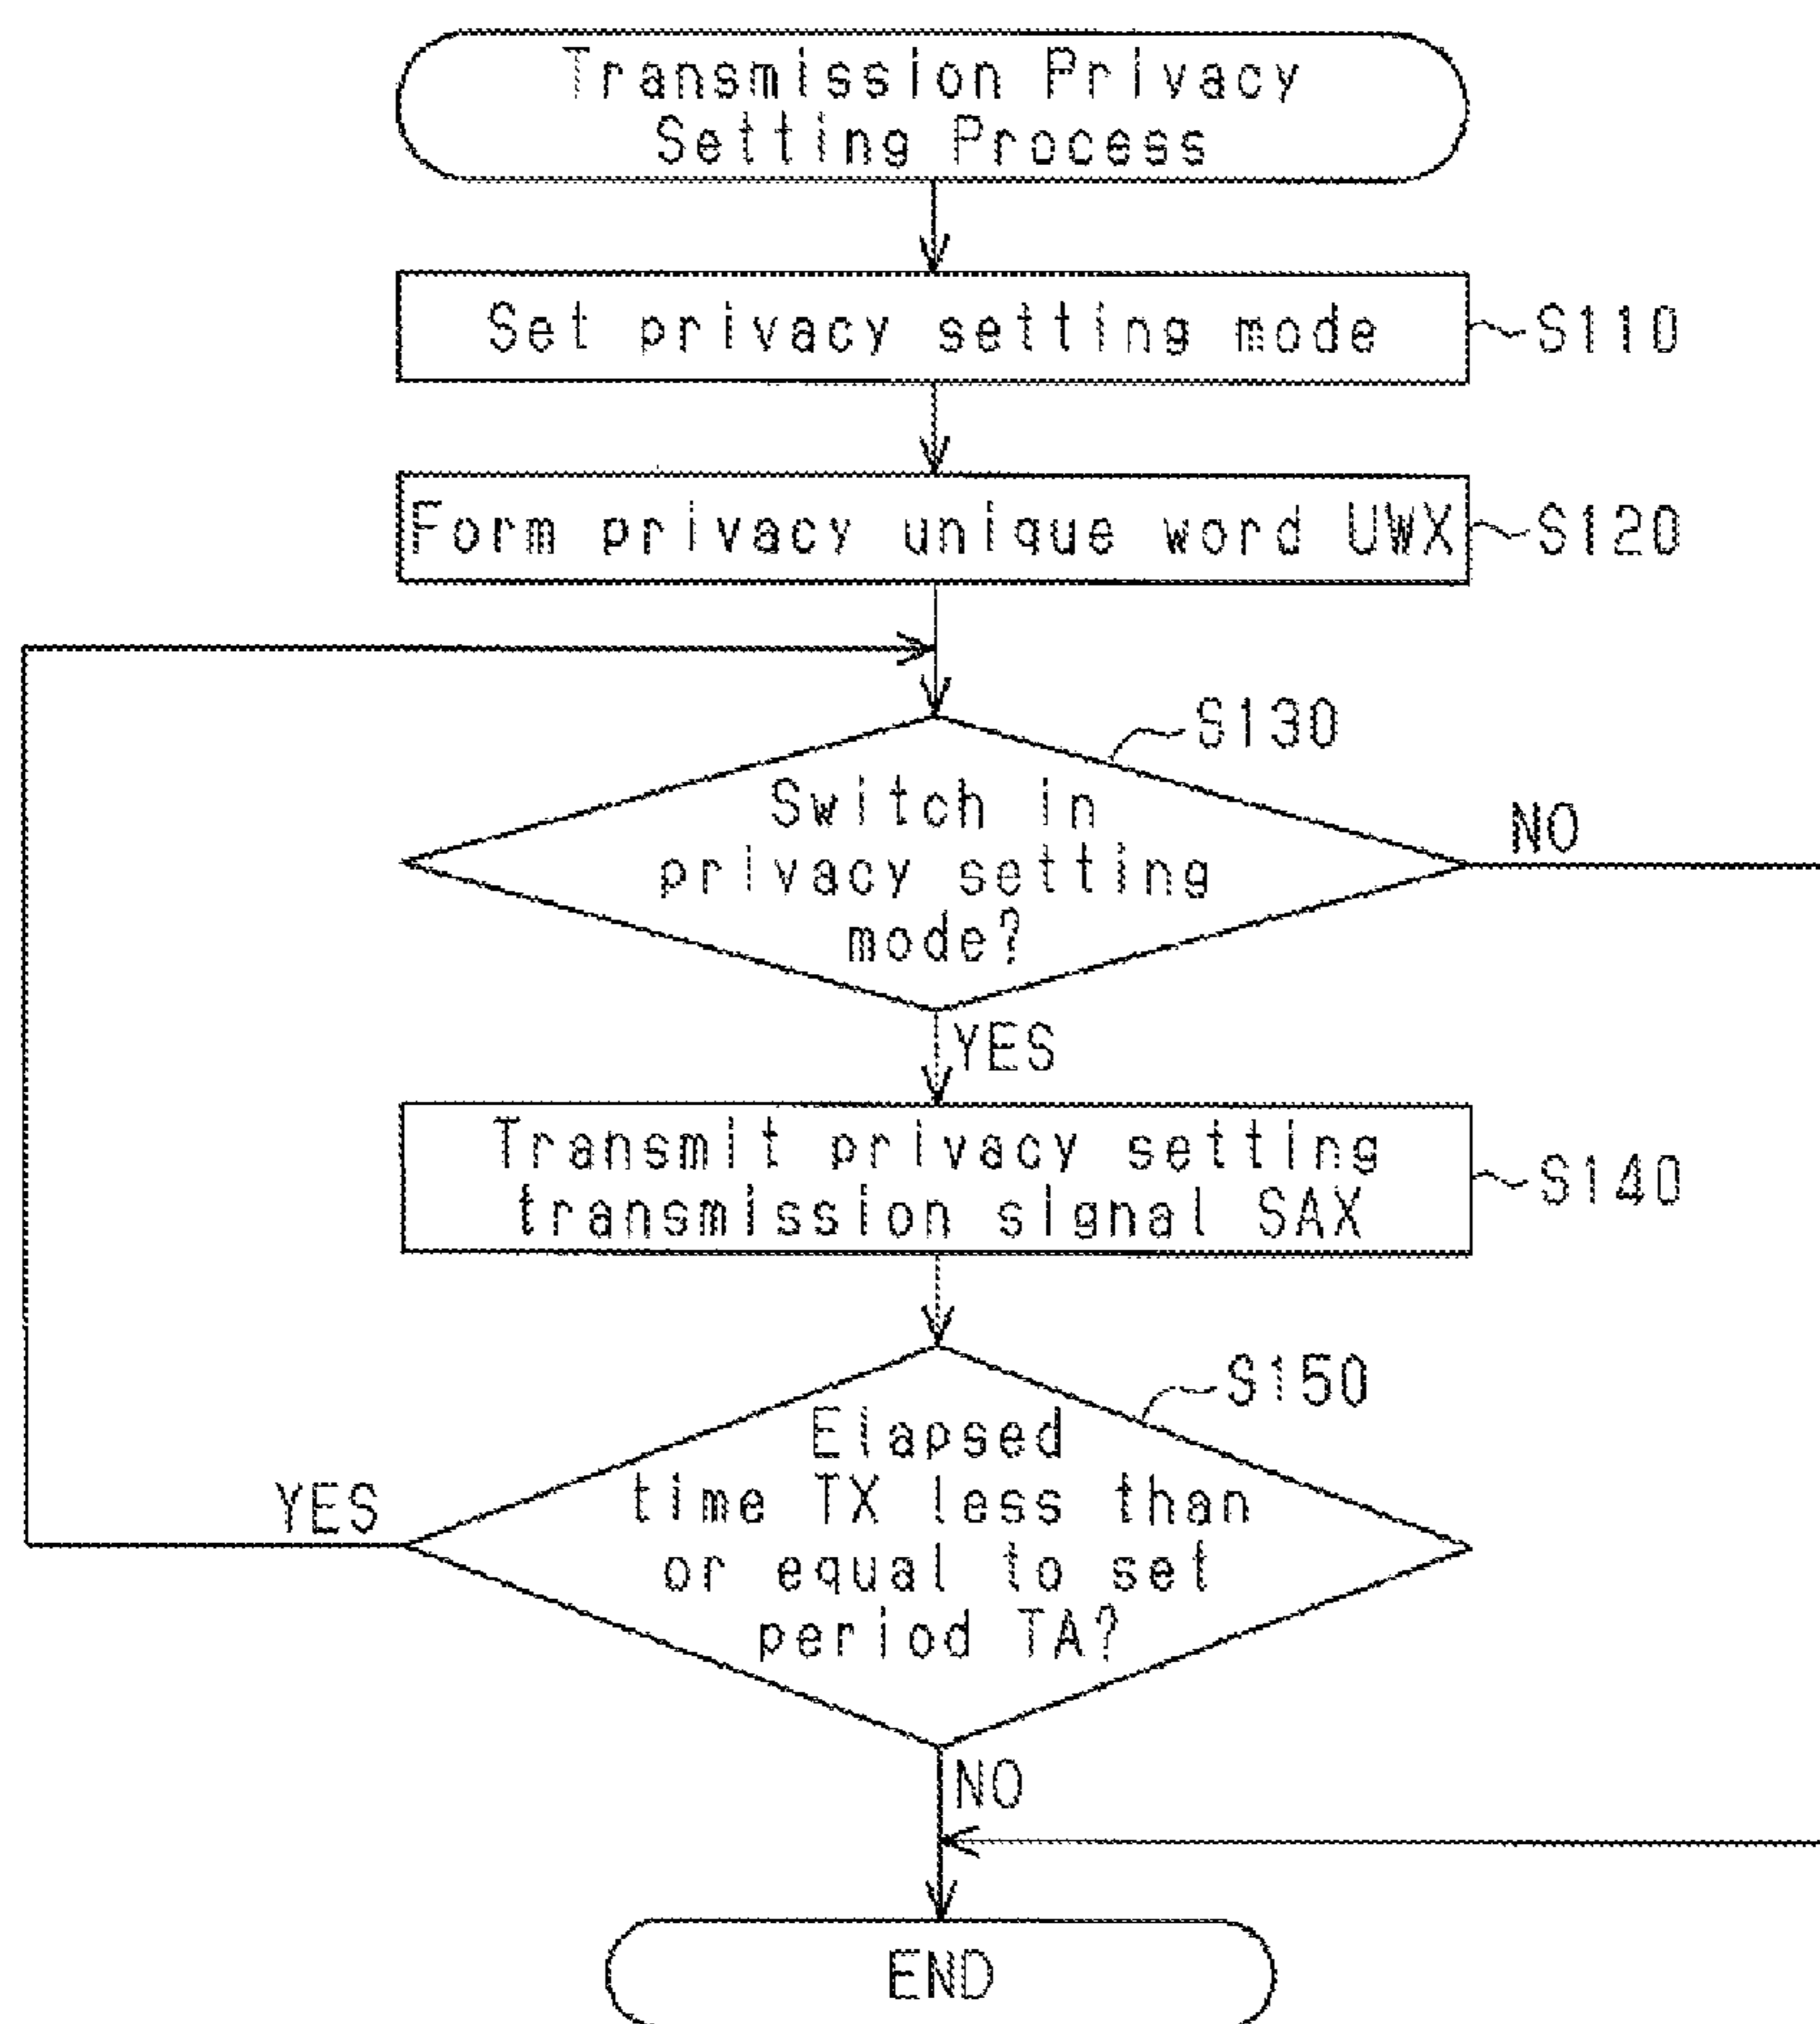 Transmission Privacy
Setting Process
Set privacy setting mode
S110
Form privacy unique word UWX
S120
S130
Switch in
privacy setting
mode?
NO
YES
Transmit privacy setting
transmission signal SAX
S140
S150
Elapsed
time TX less than
or equal to set
period TA?
YES
NO
END